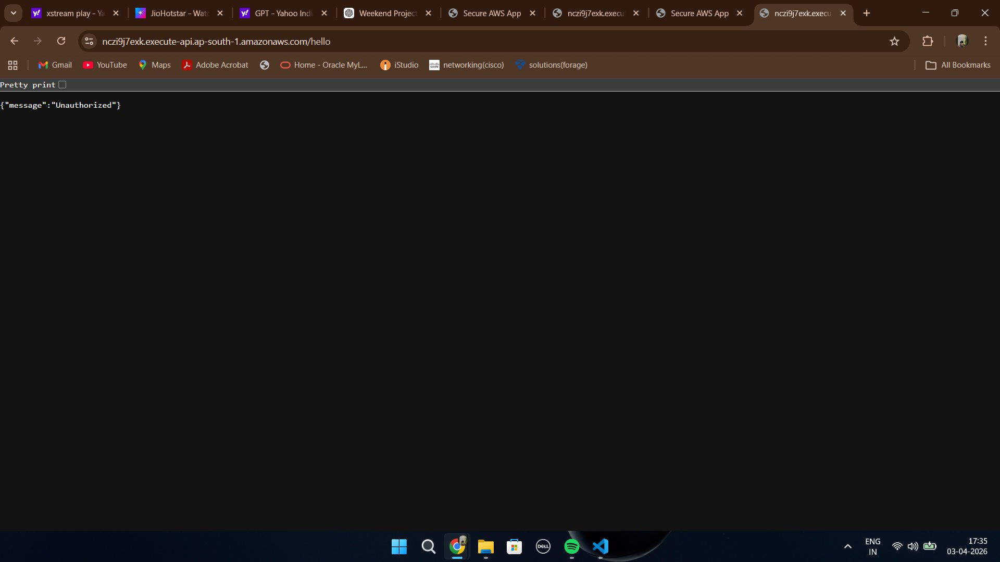 xstream play - Ya
JioHotstar - Watc
GPT - Yahoo Indi
Weekend Project
Secure AWS App
nczi9j7exk.execu
Secure AWS App
nczi9j7exk.execu
nczi9j7exk.execute-api.ap-south-1.amazonaws.com/hello
Gmail
YouTube
Maps
Adobe Acrobat
Home - Oracle MyL...
iStudio
networking(cisco)
solutions(forage)
All Bookmarks
Pretty print
{"message":"Unauthorized"}
DELL
ENG
IN
17:35
03-04-2026